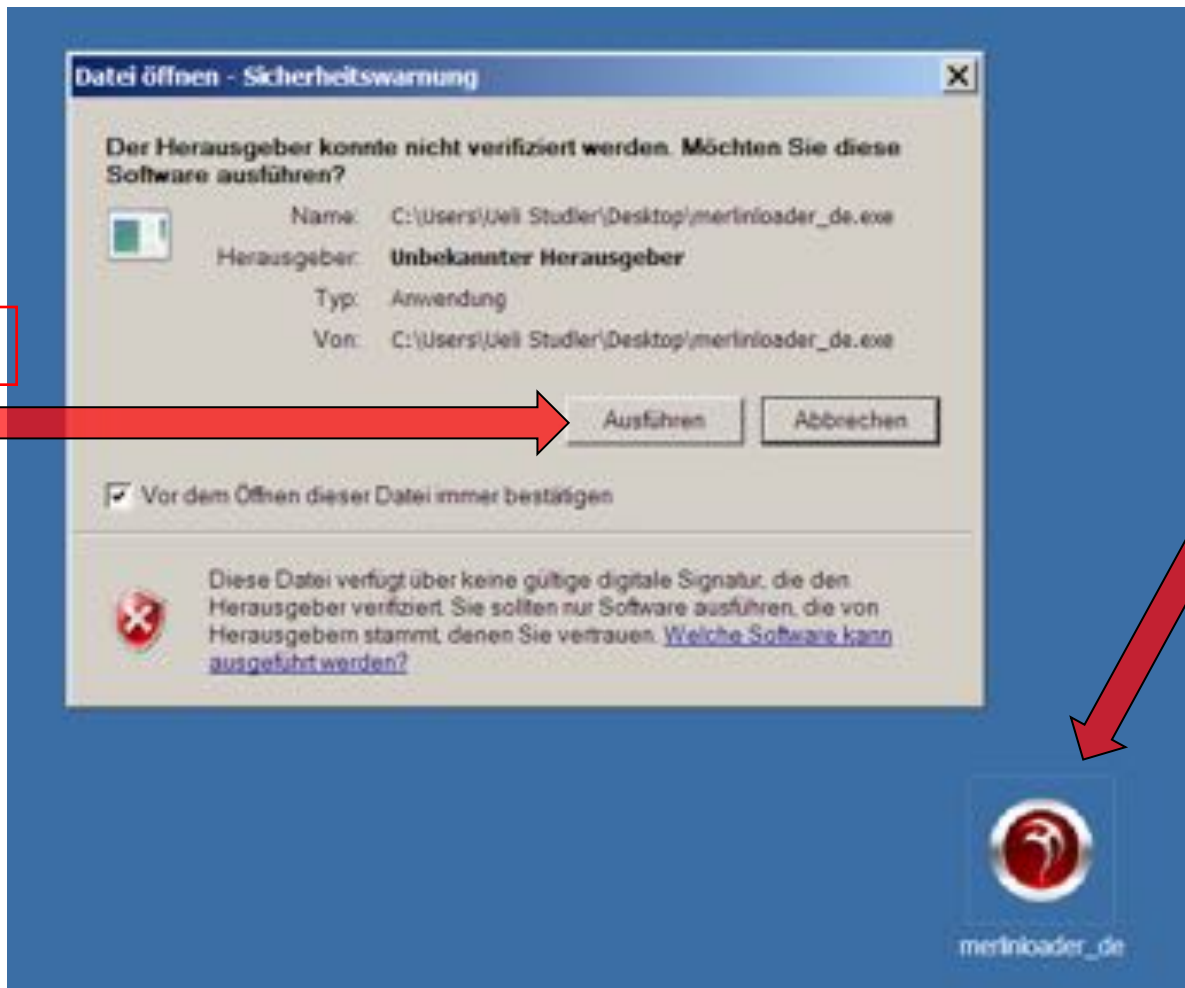 Datei öffnen - Sicherheitswarnung
Der Herausgeber konnte nicht verifiziert werden. Möchten Sie diese
Software ausführen?
Name: C:\Users\Ueli Studler\Desktop\merlinloader_de.exe
Herausgeber: Unbekannter Herausgeber
Typ: Anwendung
Von: C:\Users\Ueli Studler\Desktop\merlinloader_de.exe
Ausführen Abbrechen
Vor dem Öffnen dieser Datei immer bestätigen
Diese Datei verfügt über keine gültige digitale Signatur, die den
Herausgeber verifiziert. Sie sollten nur Software ausführen, die von
Herausgebern stammt, denen Sie vertrauen. Welche Software kann
ausgeführt werden?
merlinloader_de